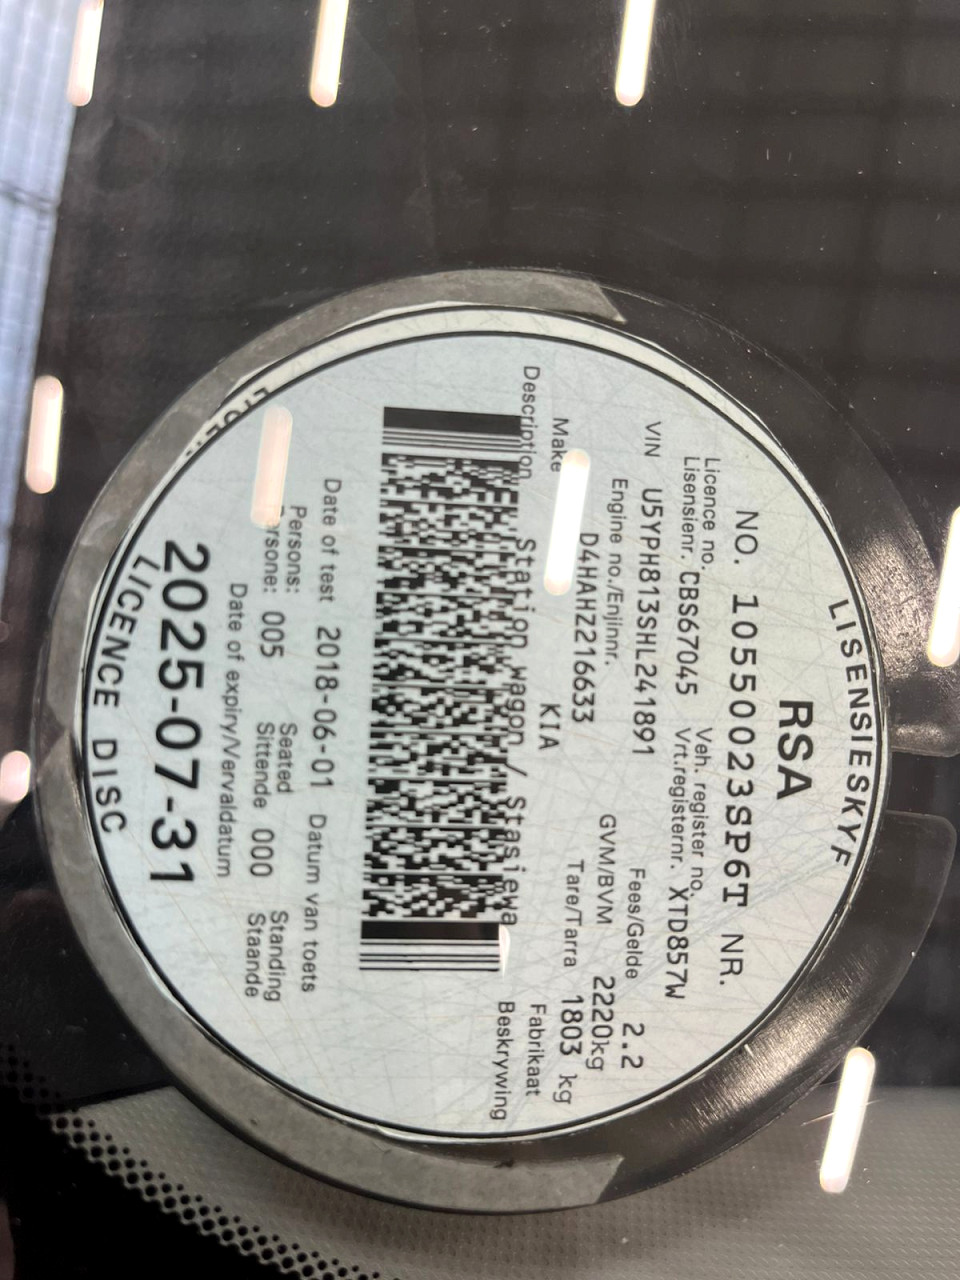 LISENSIESKYF
RSA
NO. 10550023SP6T NR.
Licence no. Veh. register no.
Lisensienr. CBS67045 Vrt.registernr. XTD857W
VIN U5YPH813SHL241891 Fees/Gelde 2.2
Engine no./Enjinnr. GVM/BVM 2220kg
D4HAHZ216633 Tare/Tarra 1803 kg
Make KIA Fabrikaat
Description Station wagon / Stasiewa Beskrywing
Date of test 2018-06-01 Datum van toets
Persons: Seated Standing
005 Sittende 000 Staande
Date of expiry/Vervaldatum
2025-07-31
LICENCE DISC